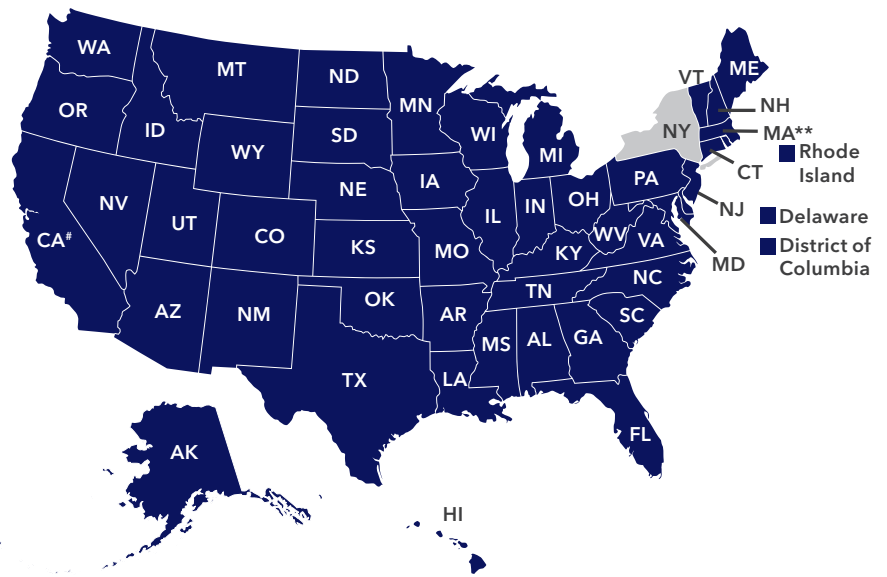 WA
MT
ND
MN
VT
ME
OR
ID
SD
WI
NY
NH
MA**
Rhode
Island
WY
MI
CT
IA
NE
PA
NV
UT
CO
IL
IN
OH
NJ
Delaware
CA#
KS
MO
WV
VA
District of
Columbia
KY
MD
AZ
NM
OK
TN
NC
AR
SC
MS
AL
GA
TX
LA
FL
AK
HI